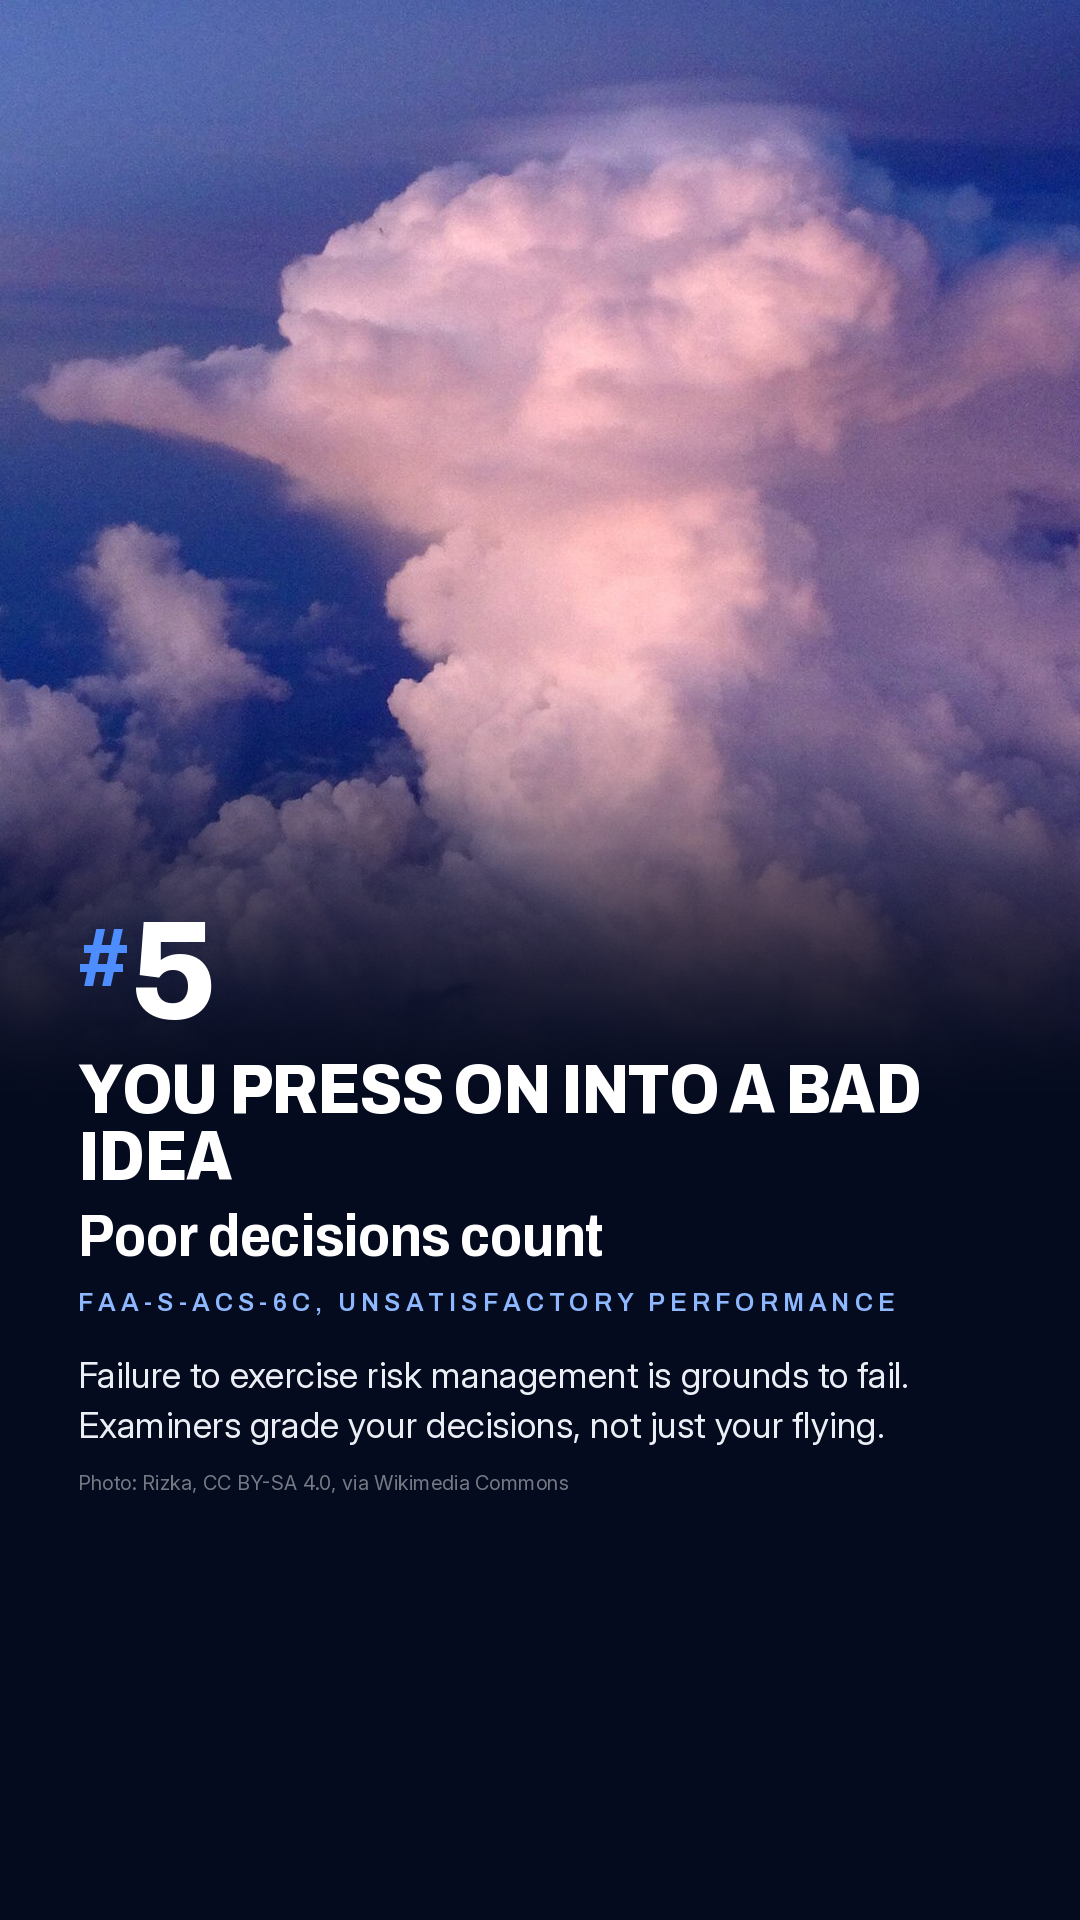 #5
YOU PRESS ON INTO A BAD
IDEA
Poor decisions count
FAA-S-ACS-6C, UNSATISFACTORY PERFORMANCE
Failure to exercise risk management is grounds to fail.
Examiners grade your decisions, not just your flying.
Photo: Rizka, CC BY-SA 4.0, via Wikimedia Commons